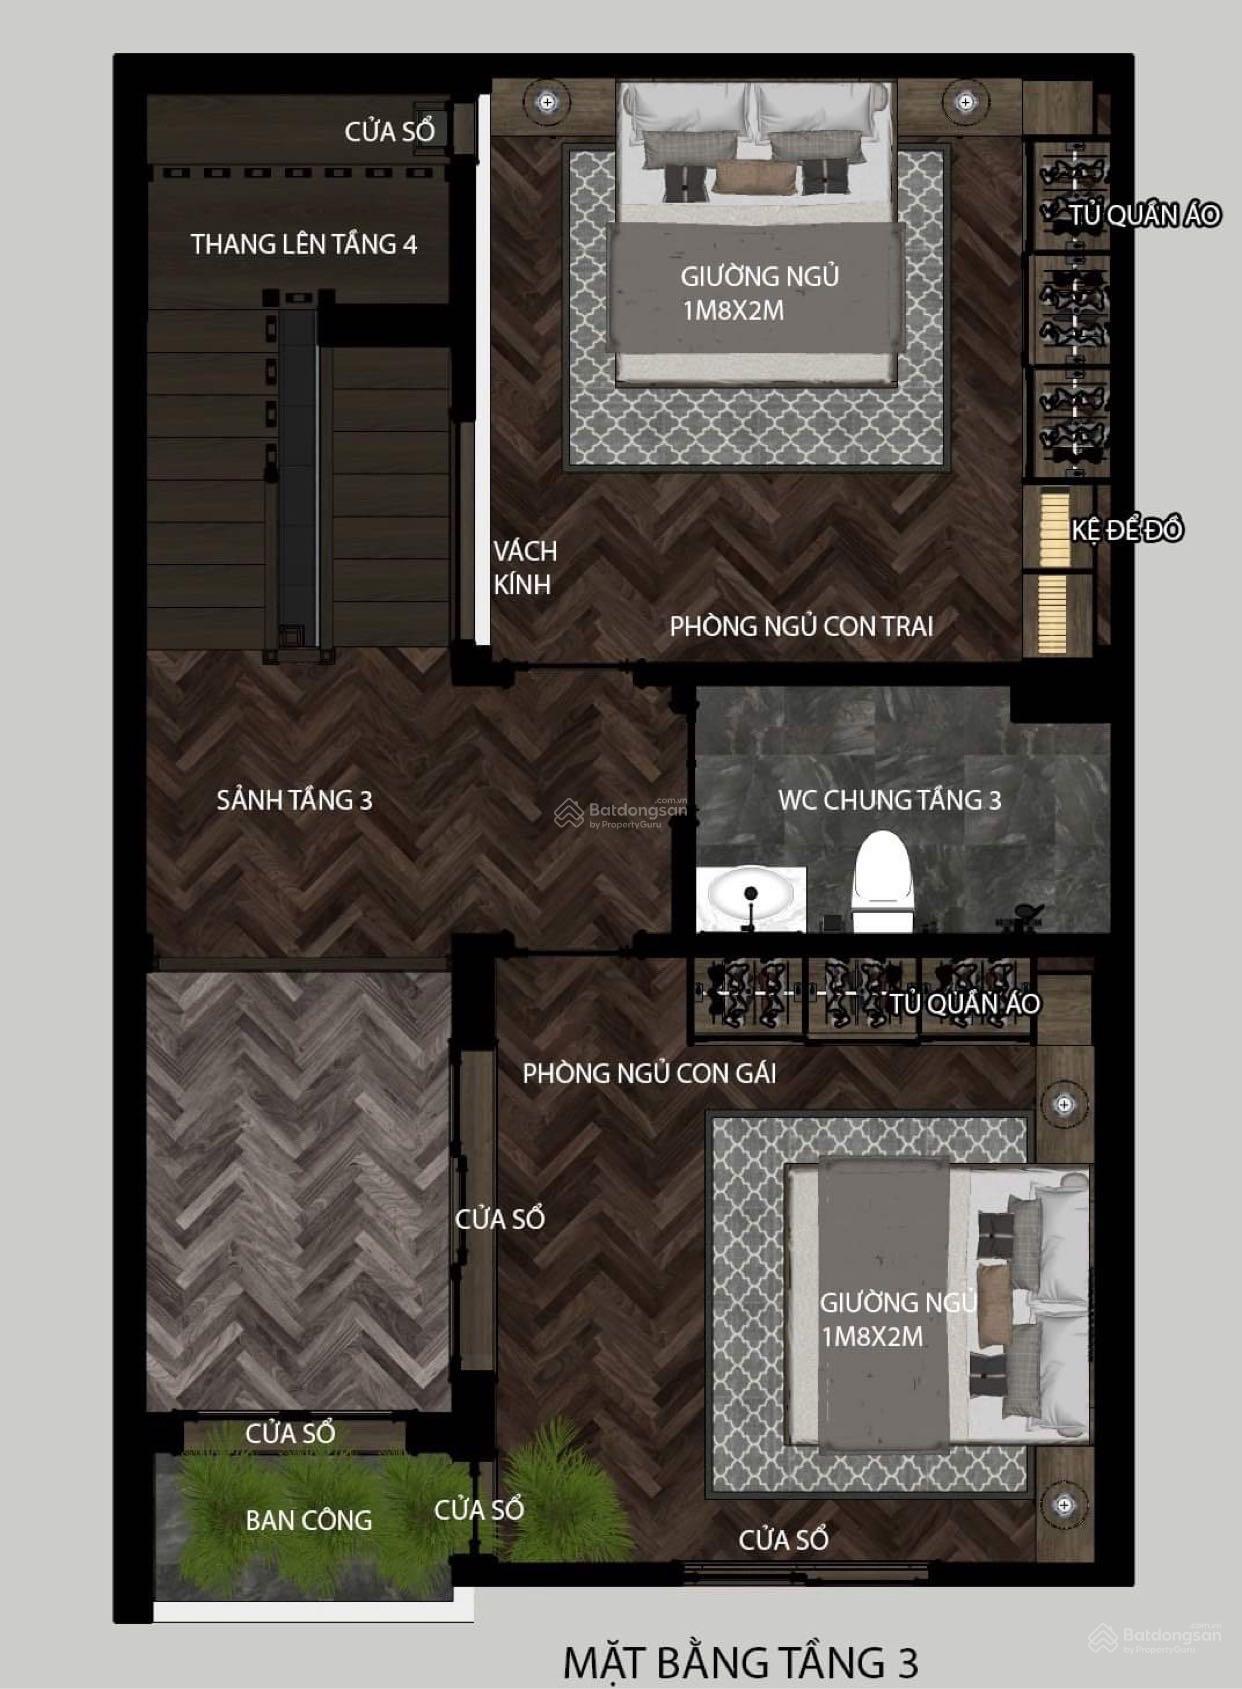 CỬA SỔ
THANG LÊN TẦNG 4
TỦ QUẦN ÁO
GIƯỜNG NGỦ
1M8X2M
KỆ ĐỂ ĐỒ
VÁCH
KÍNH
PHÒNG NGỦ CON TRAI
SẢNH TẦNG 3
Batdongsan
.com.vn
by PropertyGuru
WC CHUNG TẦNG 3
TỦ QUẦN ÁO
PHÒNG NGỦ CON GÁI
CỬA SỔ
GIƯỜNG NGỦ
1M8X2M
CỬA SỔ
BAN CÔNG
CỬA SỔ
CỬA SỔ
MẶT BẰNG TẦNG 3
Batdongsan
.com.vn
by PropertyGuru